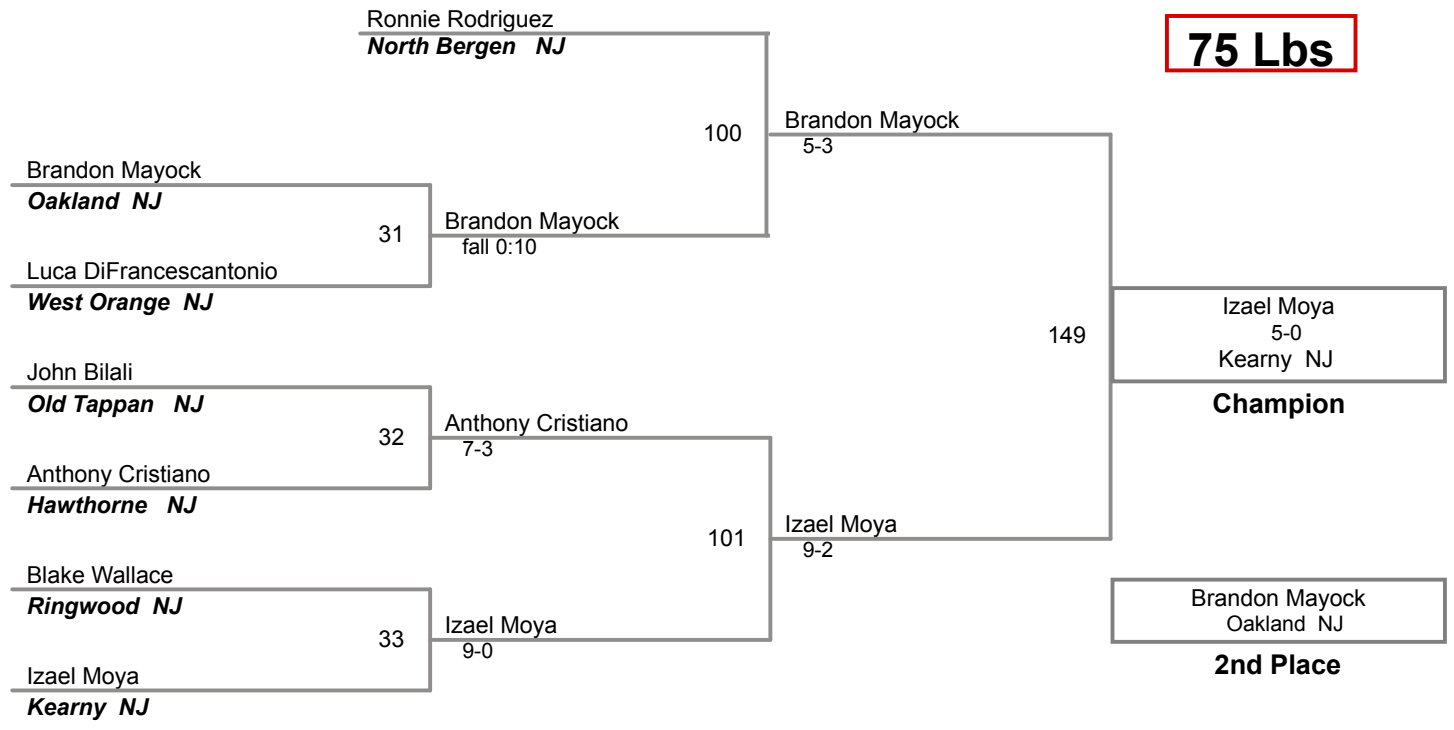 Ronnie Rodriguez
North Bergen NJ
75 Lbs
100
Brandon Mayock
5-3
Brandon Mayock
Oakland NJ
31
Brandon Mayock
fall 0:10
Luca DiFrancescantonio
West Orange NJ
149
Izael Moya
5-0
Kearny NJ
Champion
John Bilali
Old Tappan NJ
32
Anthony Cristiano
7-3
Anthony Cristiano
Hawthorne NJ
101
Izael Moya
9-2
Blake Wallace
Ringwood NJ
33
Izael Moya
9-0
Izael Moya
Kearny NJ
Brandon Mayock
Oakland NJ
2nd Place